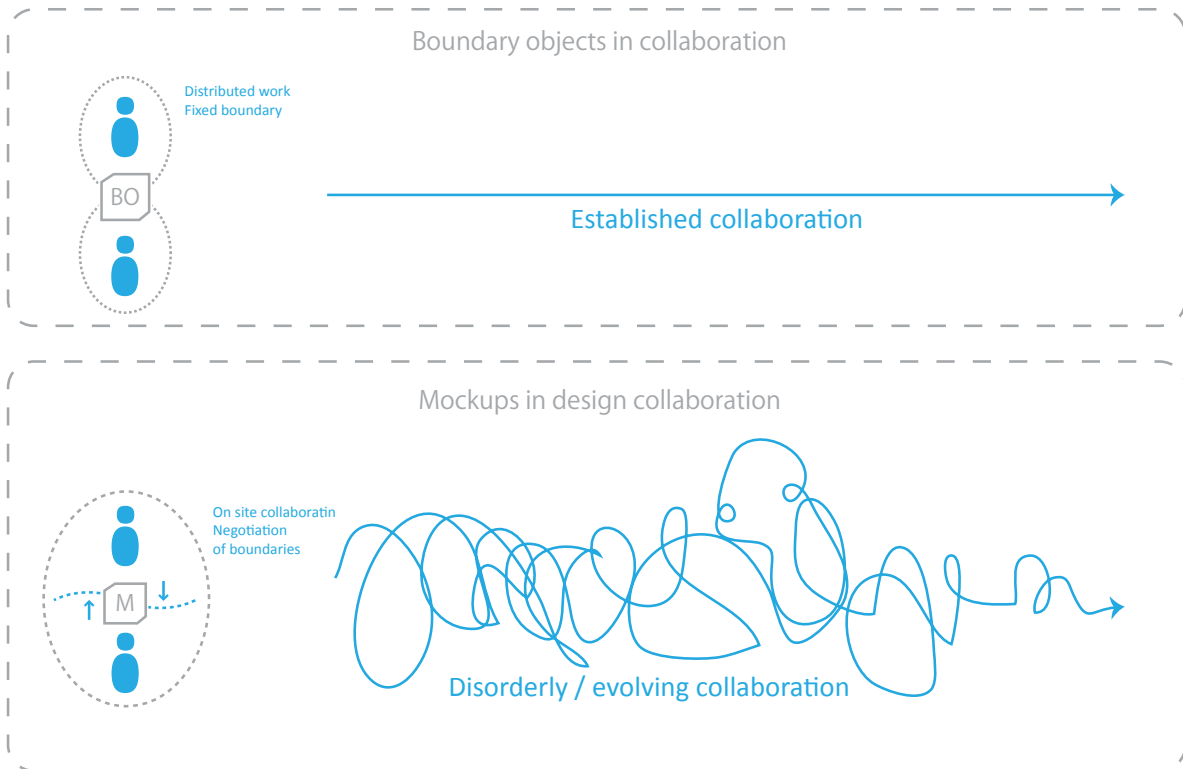 Boundary objects in collaboration
Distributed work
Fixed boundary
BO
Established collaboration
Mockups in design collaboration
On site collaboratin
Negotiation
of boundaries
M
Disorderly / evolving collaboration